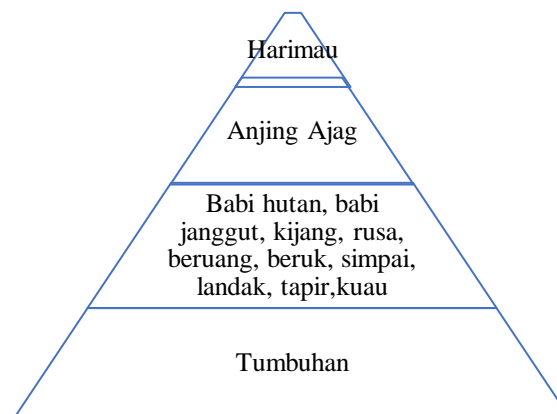 Harimau
Anjing Ajag
Babi hutan, babi
janggut, kijang, rusa,
beruang, beruk, simpai,
landak, tapir,kuau
Tumbuhan